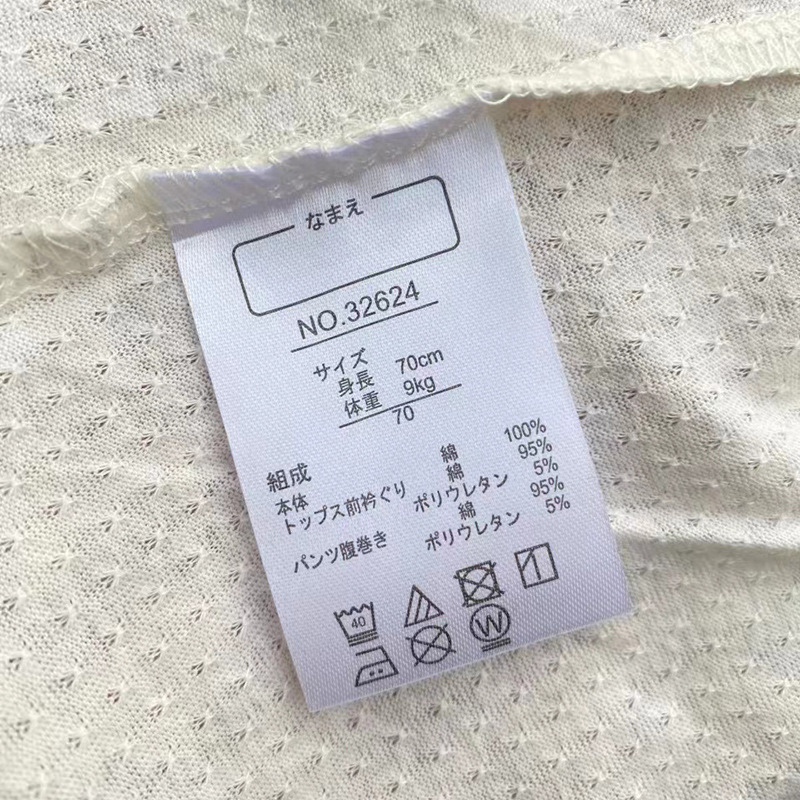 なまえ
NO.32624
サイズ
身長 70cm
体重 9kg
70
組成
本体 綿 100%
トップス前衿ぐり 綿 95%
ポリウレタン 5%
パンツ腹巻き 綿 95%
ポリウレタン 5%
40
W